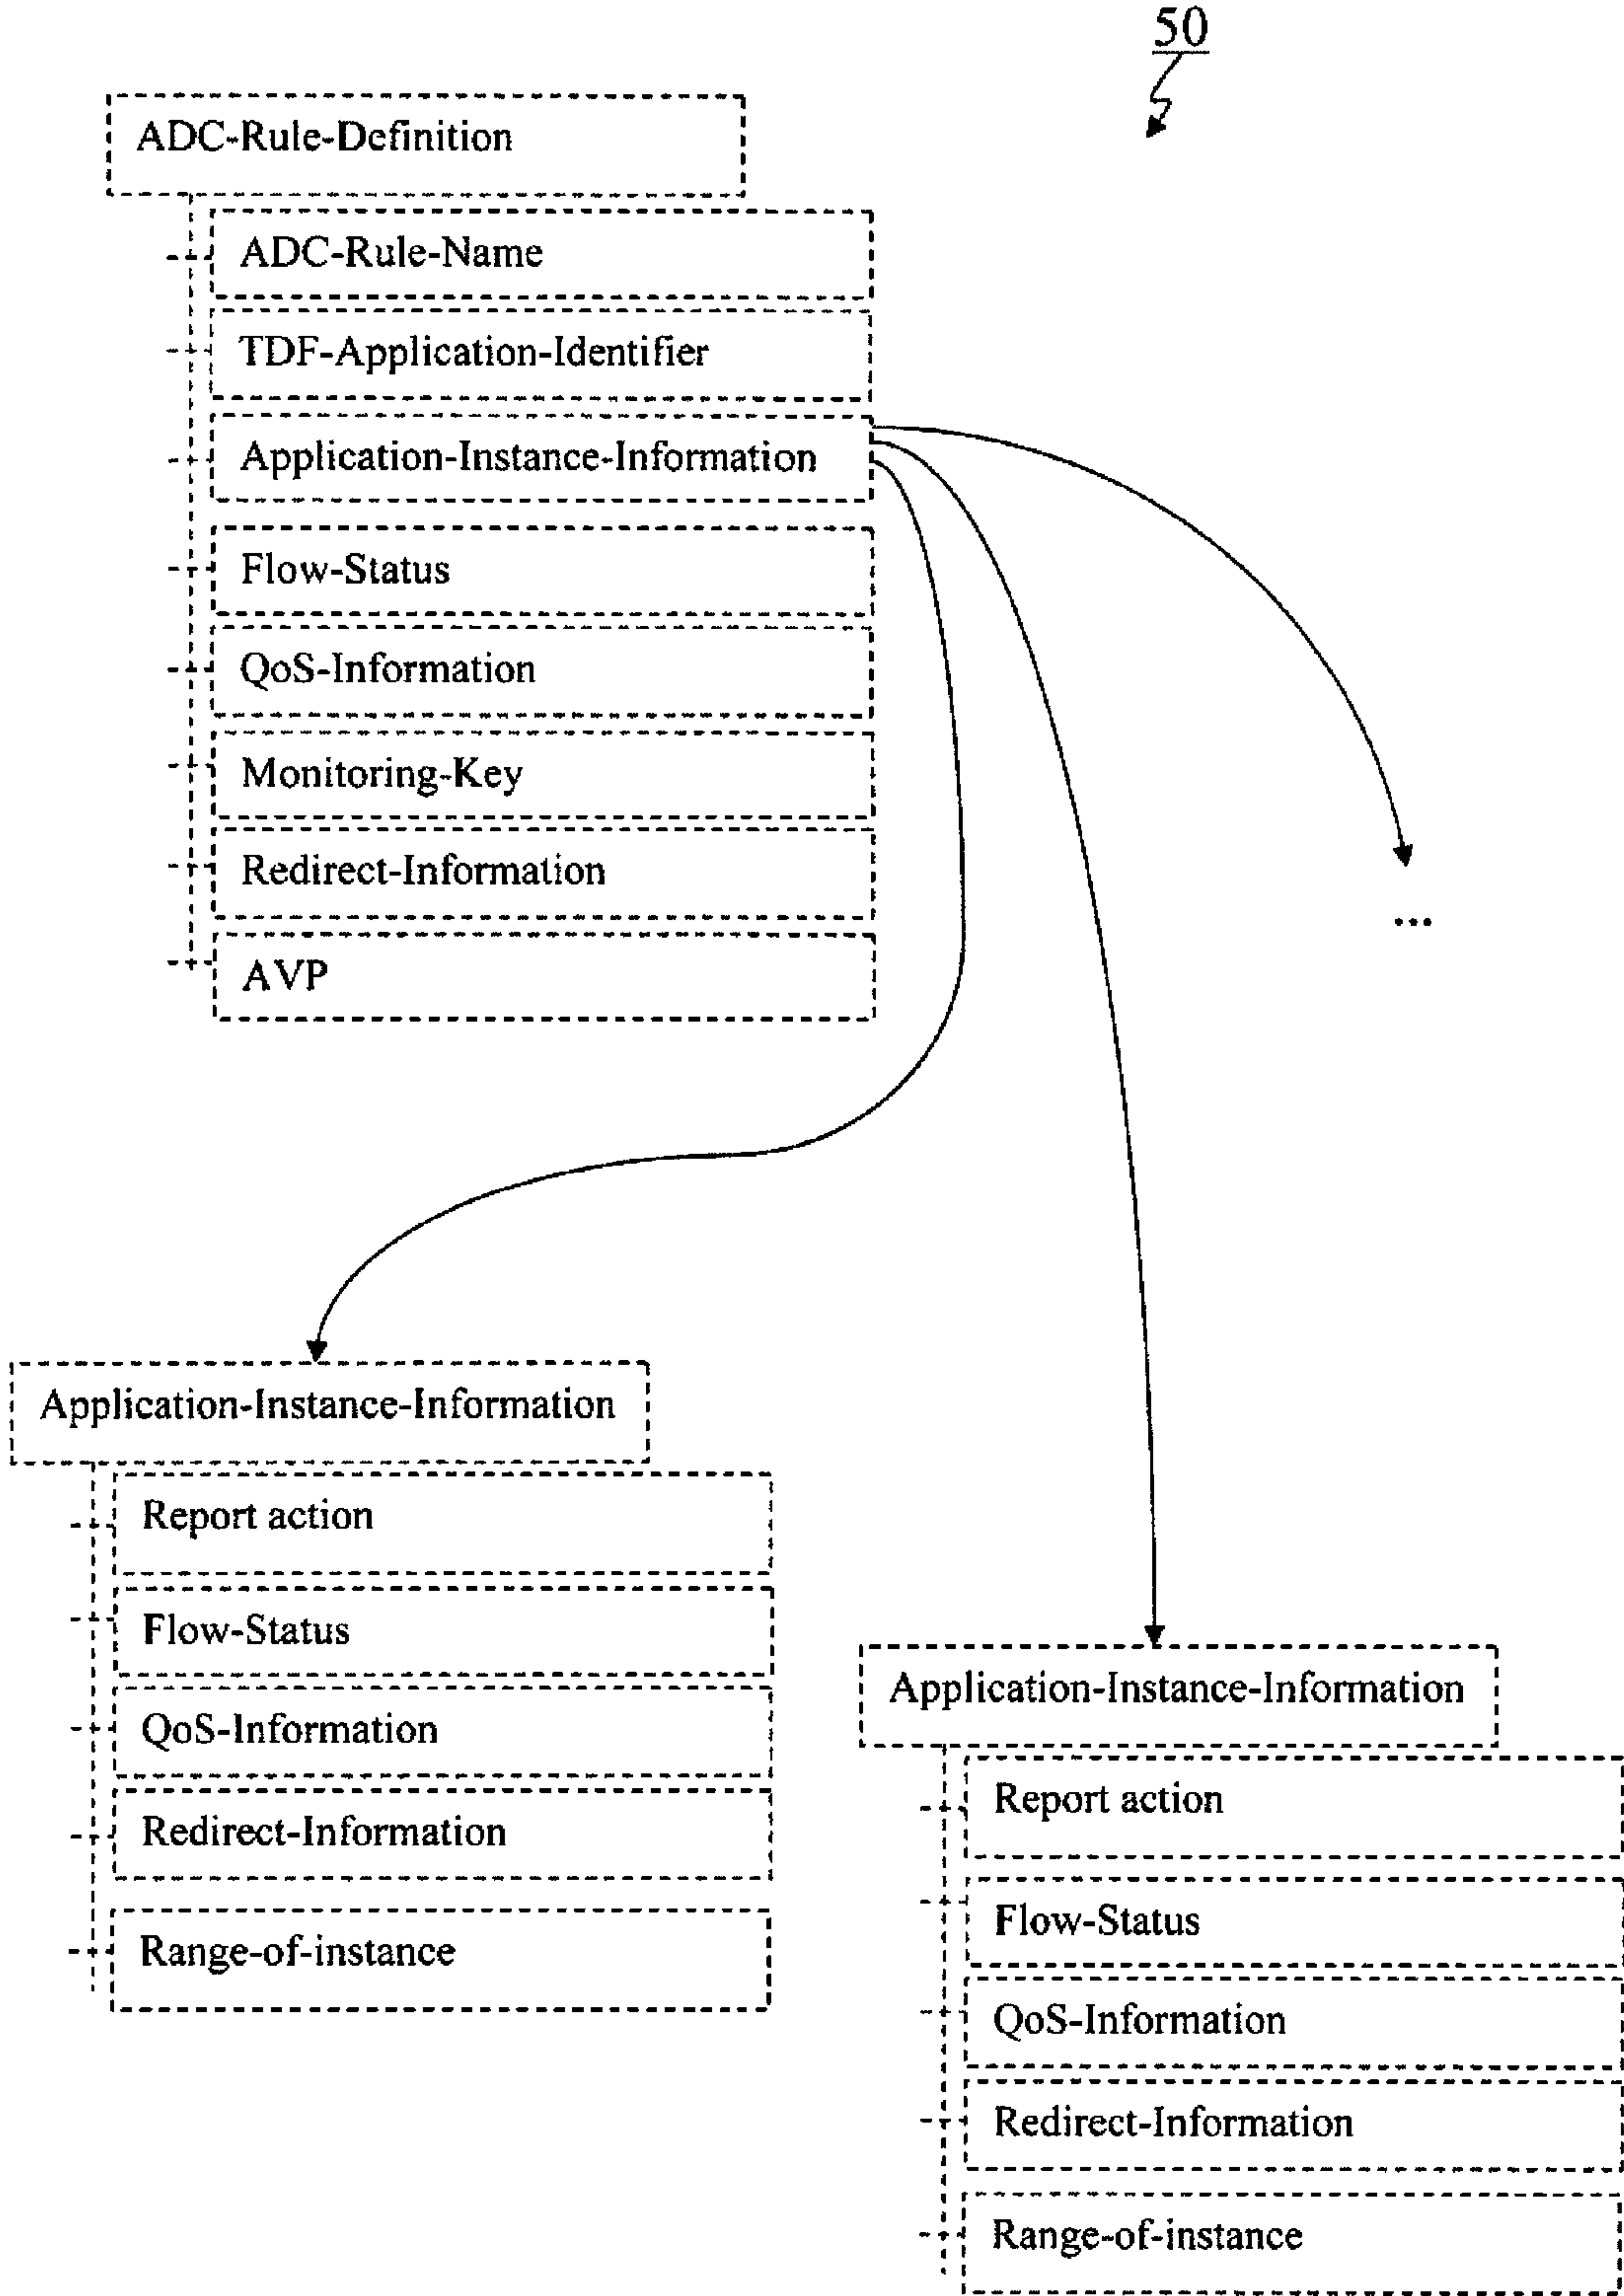 50
ADC-Rule-Definition
ADC-Rule-Name
TDF-Application-Identifier
Application-Instance-Information
Flow-Status
QoS-Information
Monitoring-Key
Redirect-Information
AVP
...
Application-Instance-Information
Report action
Flow-Status
QoS-Information
Redirect-Information
Range-of-instance
Application-Instance-Information
Report action
Flow-Status
QoS-Information
Redirect-Information
Range-of-instance